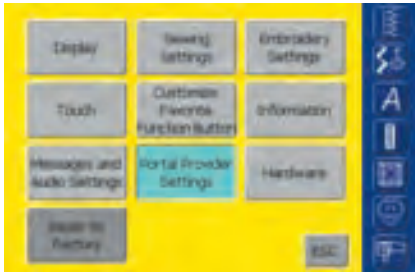 Display
Sewing
Settings
Embroidery
Settings
Touch
Customize
Favorite
Function Button
Information
Messages and
Audio Settings
Portal Provider
Settings
Hardware
Reset to
Factory
ESC
A